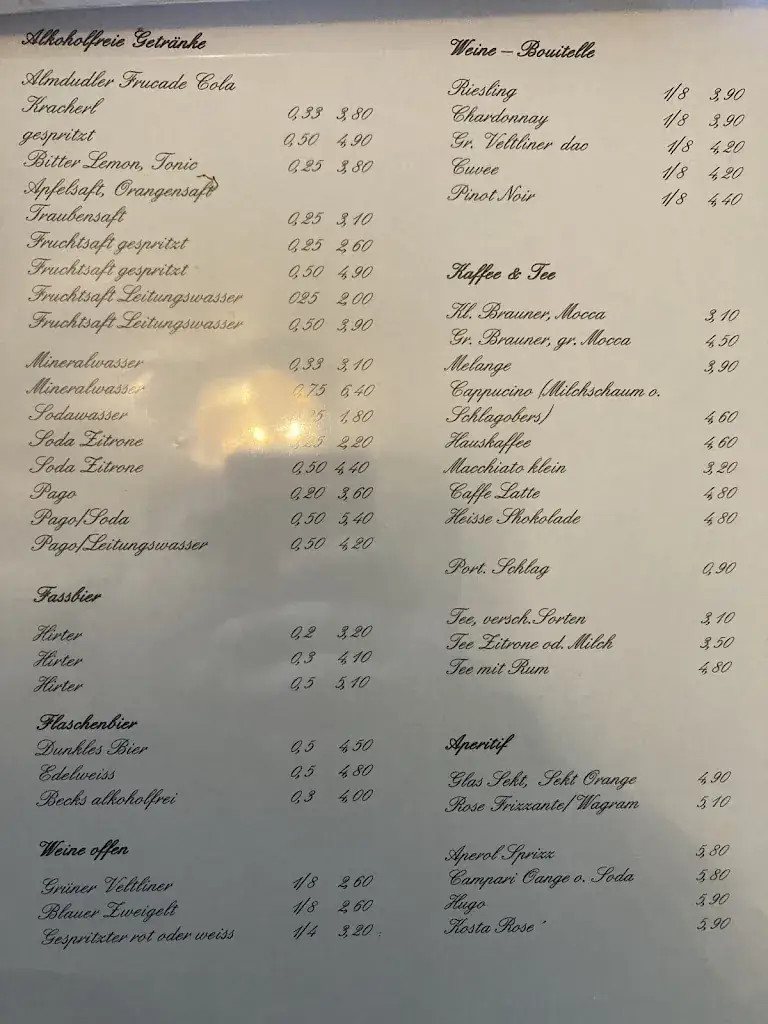 Alkoholfreie Getränke
Almdudler Frucade Cola
Kracherl 0,33 3,80
gespritzt 0,50 4,90
Bitter Lemon, Tonic 0,25 3,80
Apfelsaft, Orangensaft
Traubensaft 0,25 3,10
Fruchtsaft gespritzt 0,25 2,60
Fruchtsaft gespritzt 0,50 4,90
Fruchtsaft Leitungswasser 025 2,00
Fruchtsaft Leitungswasser 0,50 3,90
Mineralwasser 0,33 3,10
Mineralwasser 0,75 6,40
Sodawasser 1,80
Soda Zitrone 2,20
Soda Zitrone 0,50 4,40
Pago 0,20 3,60
Pago/Soda 0,50 5,40
Pago/Leitungswasser 0,50 4,20
Fassbier
Hirter 0,2 3,20
Hirter 0,3 4,10
Hirter 0,5 5,10
Flaschenbier
Dunkles Bier 0,5 4,50
Edelweiss 0,5 4,80
Becks alkoholfrei 0,3 4,00
Weine offen
Grüner Veltliner 1/8 2,60
Blauer Zweigelt 1/8 2,60
Gespritzter rot oder weiss 1/4 3,20
Weine - Bouitelle
Riesling 1/8 3,90
Chardonnay 1/8 3,90
Gr. Veltliner dac 1/8 4,20
Cuvee 1/8 4,20
Pinot Noir 1/8 4,40
Kaffee & Tee
Kl. Brauner, Mocca 3,10
Gr. Brauner, gr. Mocca 4,50
Melange 3,90
Cappucino (Milchschaum o.
Schlagobers) 4,60
Hauskaffee 4,60
Macchiato klein 3,20
Caffe Latte 4,80
Heisse Shokolade 4,80
Port. Schlag 0,90
Tee, versch.Sorten 3,10
Tee Zitrone od. Milch 3,50
Tee mit Rum 4,80
Aperitif
Glas Sekt, Sekt Orange 4,90
Rose Frizzante/Wagram 5,10
Aperol Sprizz 5,80
Campari Oange o. Soda 5,80
Hugo 5,90
Kosta Rose 5,90